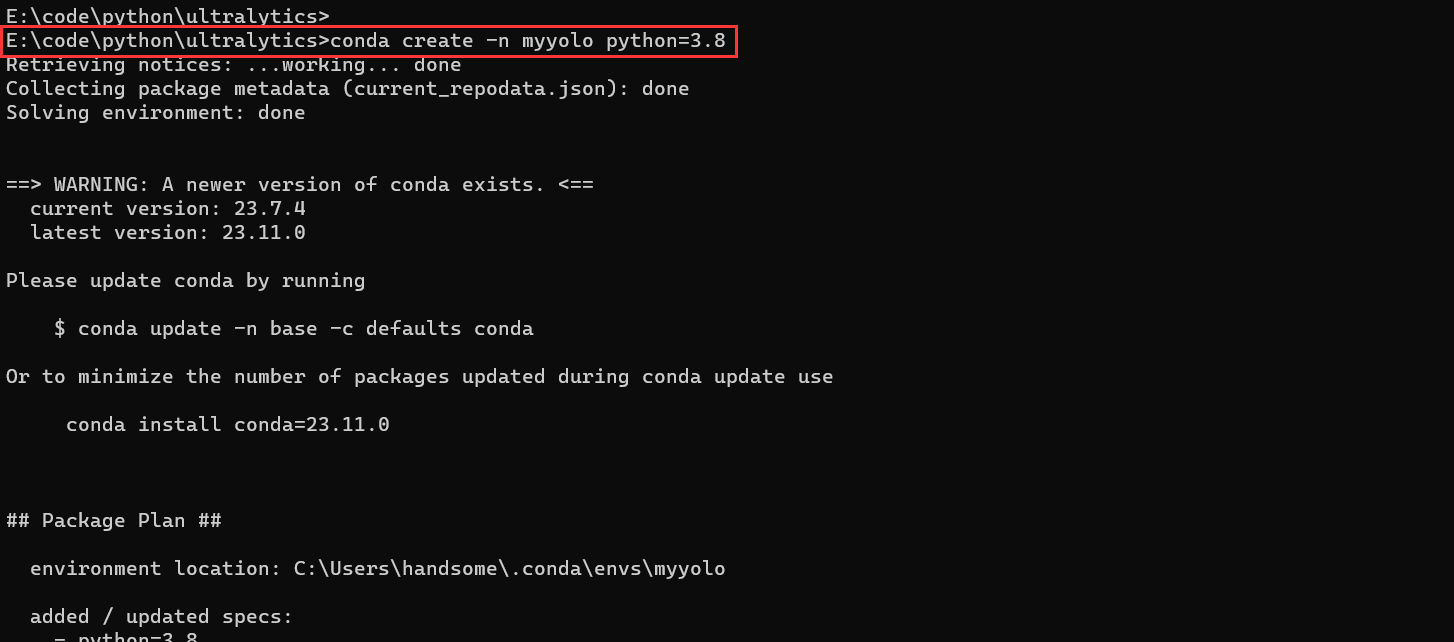 E:\code\python\ultralytics>
E:\code\python\ultralytics>conda create -n myyolo python=3.8
Retrieving notices: ...working... done
Collecting package metadata (current_repodata.json): done
Solving environment: done
==> WARNING: A newer version of conda exists. <==
  current version: 23.7.4
  latest version: 23.11.0
Please update conda by running
    $ conda update -n base -c defaults conda
Or to minimize the number of packages updated during conda update use
     conda install conda=23.11.0
## Package Plan ##
  environment location: C:\Users\handsome\.conda\envs\myyolo
  added / updated specs:
    - python=3.8